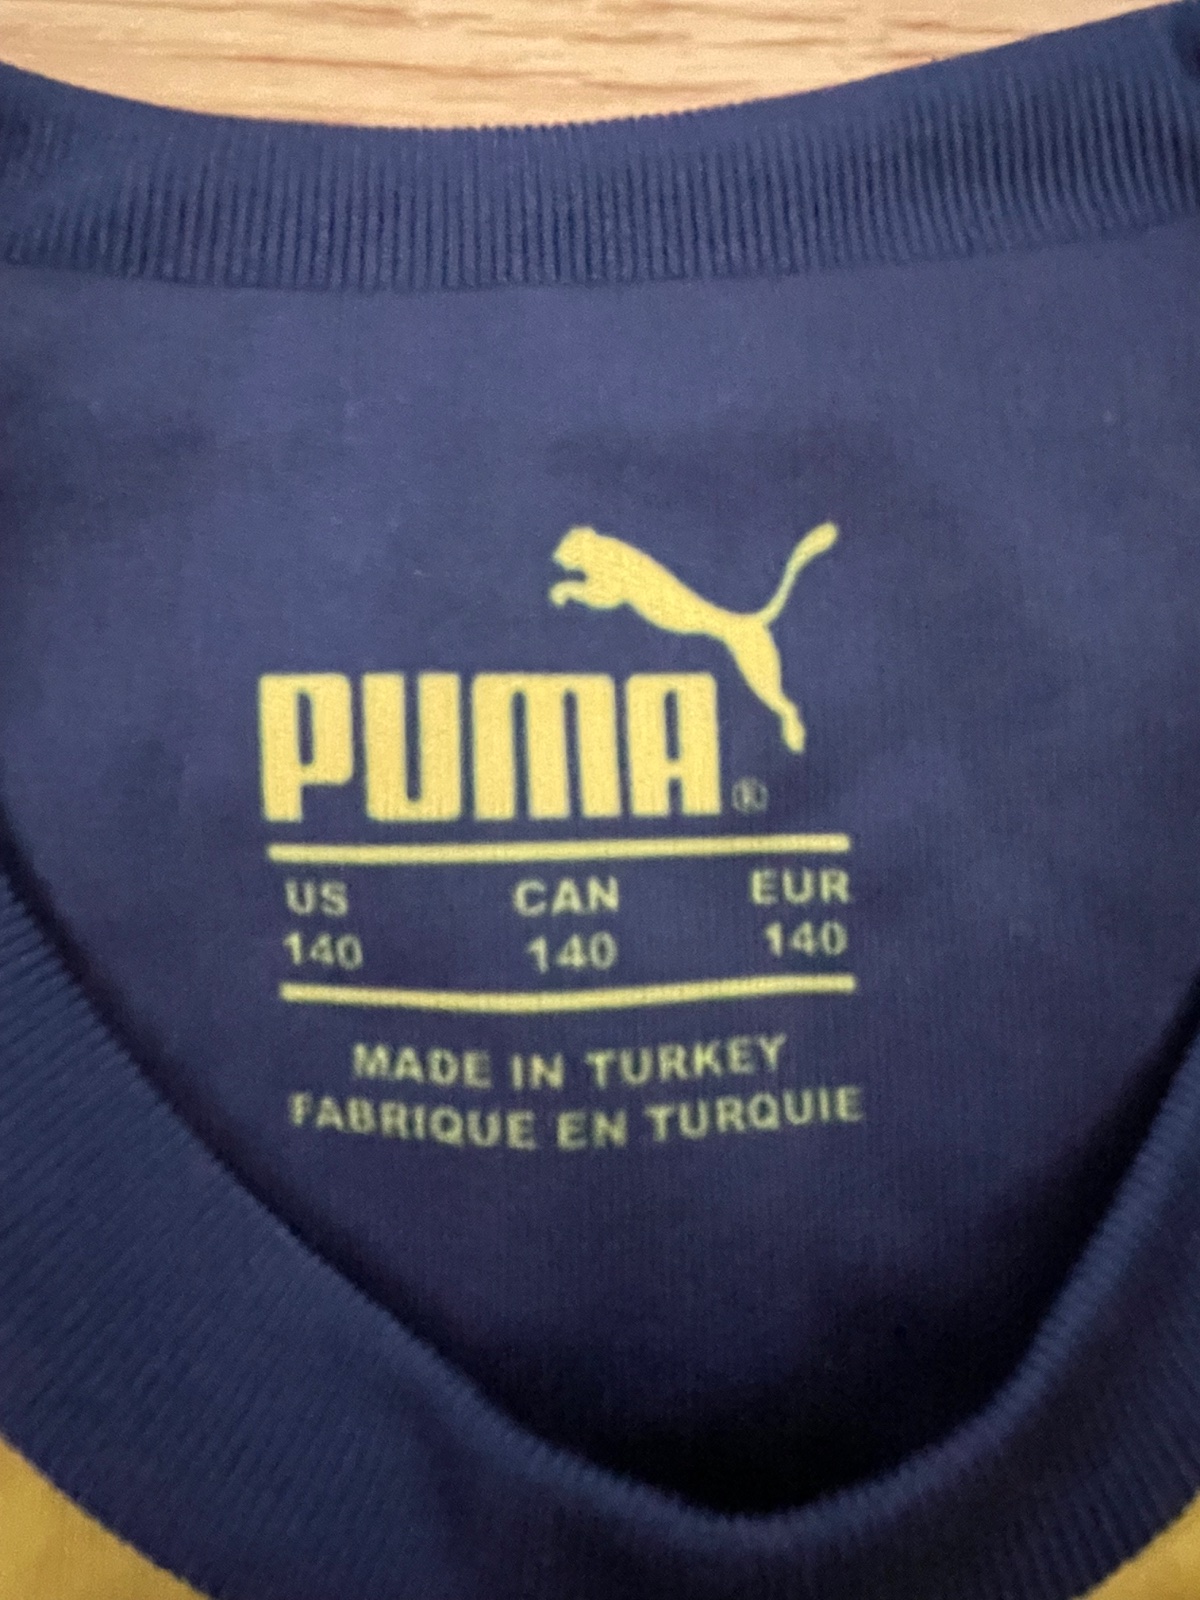 PUMA®
US CAN EUR
140 140 140
MADE IN TURKEY
FABRIQUE EN TURQUIE